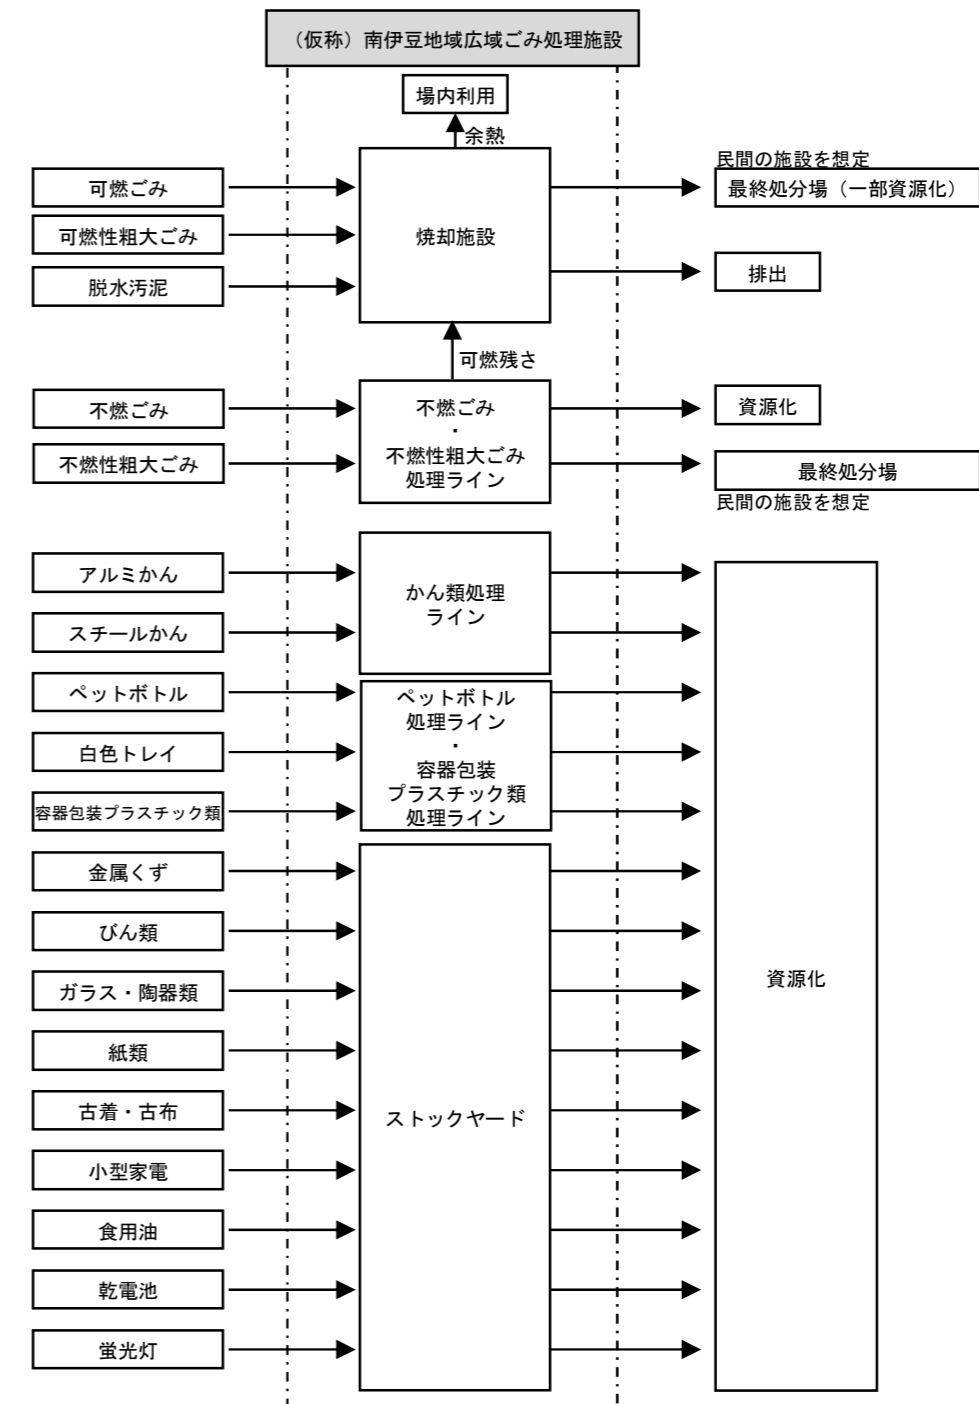 （仮称）南伊豆地域広域ごみ処理施設
場内利用
余熱
可燃ごみ
可燃性粗大ごみ
脱水汚泥
焼却施設
民間の施設を想定
最終処分場（一部資源化）
排出
可燃残さ
不燃ごみ
不燃性粗大ごみ
不燃ごみ
・
不燃性粗大ごみ
処理ライン
資源化
最終処分場
民間の施設を想定
アルミかん
スチールかん
かん類処理
ライン
ペットボトル
白色トレイ
容器包装プラスチック類
ペットボトル
処理ライン
・
容器包装
プラスチック類
処理ライン
金属くず
びん類
ガラス・陶器類
紙類
古着・古布
小型家電
食用油
乾電池
蛍光灯
ストックヤード
資源化